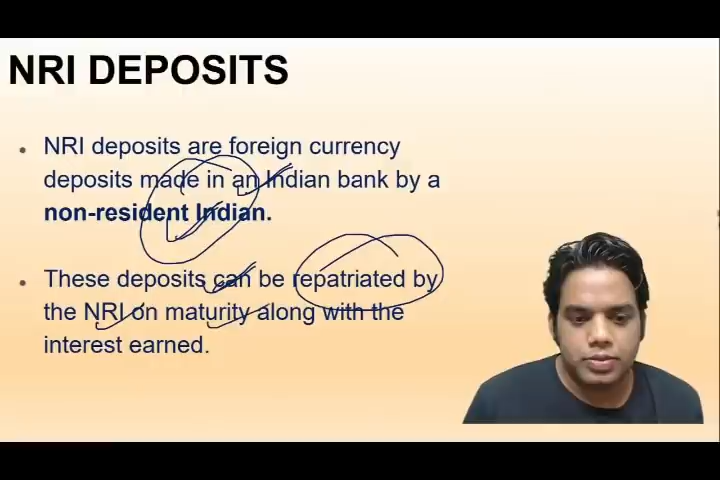 NRI DEPOSITS
• NRI deposits are foreign currency
deposits made in an Indian bank by a
non-resident Indian.
• These deposits can be repatriated by
the NRI on maturity along with the
interest earned.